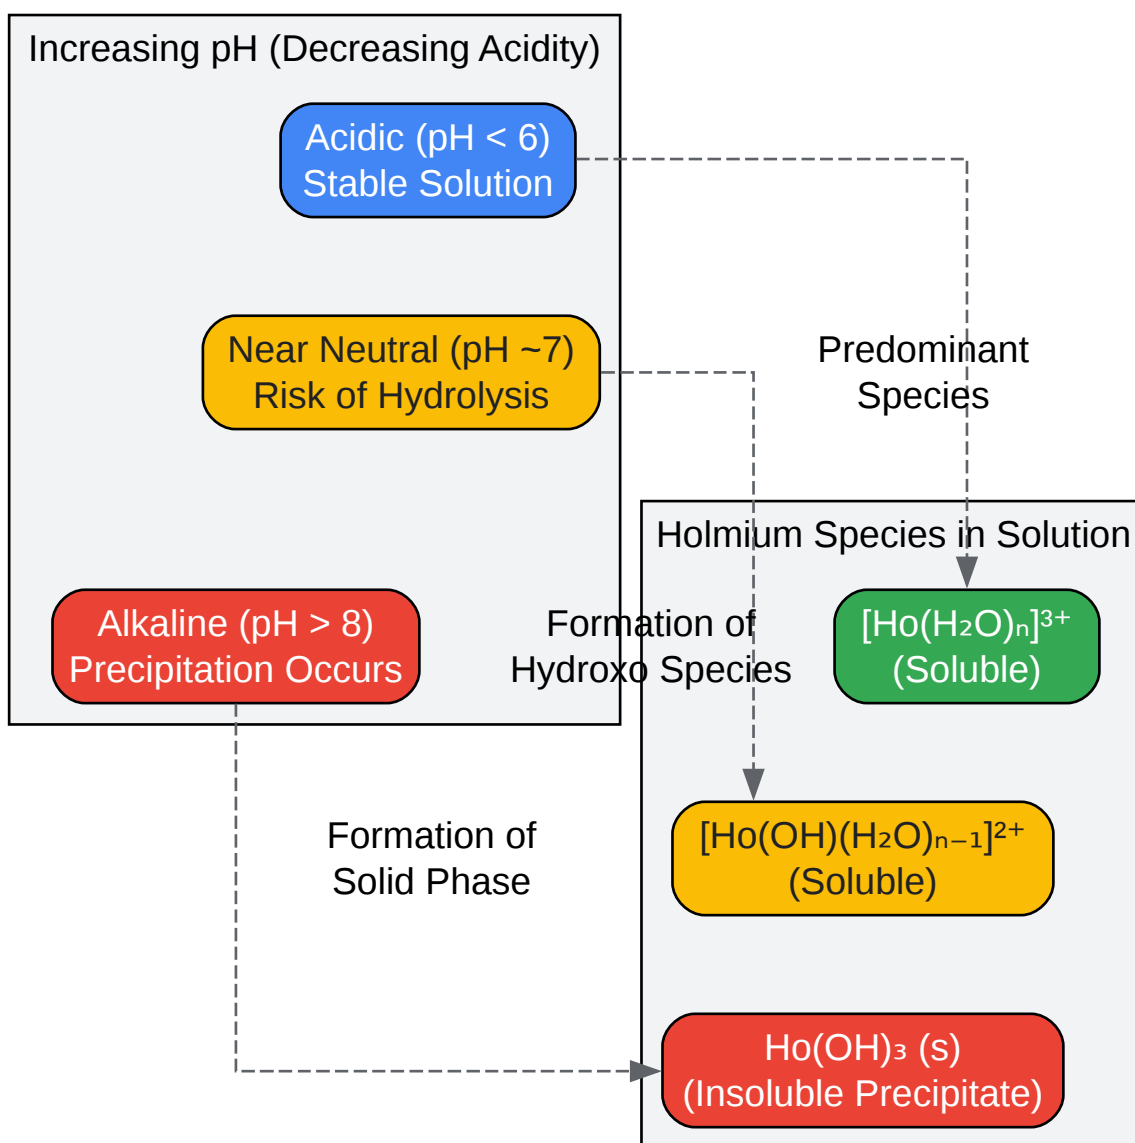 Increasing pH (Decreasing Acidity)
Acidic (pH < 6)
Stable Solution
Near Neutral (pH ~7)
Risk of Hydrolysis
Alkaline (pH > 8)
Precipitation Occurs
Predominant
Species
Formation of
Hydroxo Species
Formation of
Solid Phase
Holmium Species in Solution
[Ho(H₂O)ₙ]³⁺
(Soluble)
[Ho(OH)(H₂O)ₙ₋₁]²⁺
(Soluble)
Ho(OH)₃ (s)
(Insoluble Precipitate)